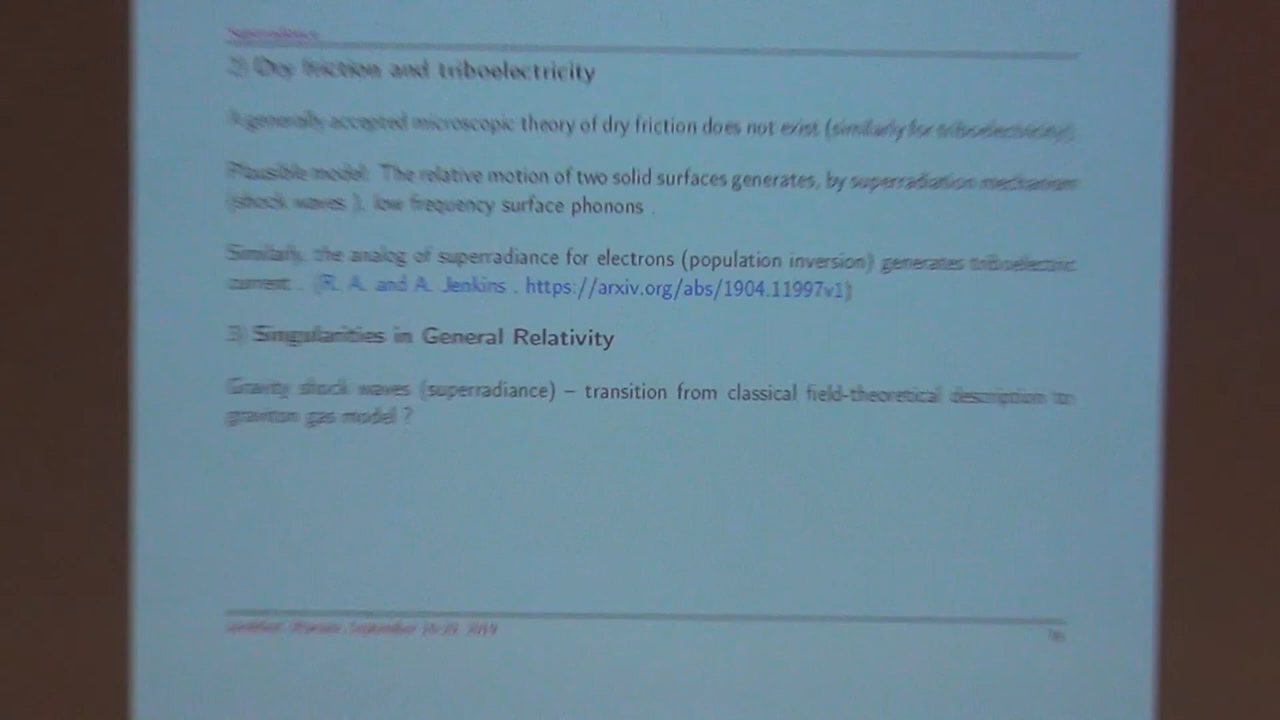 2) Dry friction and triboelectricity
A generally accepted microscopic theory of dry friction does not exist (similarly for triboelectricity).
Plausible model: The relative motion of two solid surfaces generates, by superradiation mechanism
(shock waves ), low frequency surface phonons .
Similarly, the analog of superradiance for electrons (population inversion) generates triboelectric
current . (R. A. and A. Jenkins . https://arxiv.org/abs/1904.11997v1)
3) Singularities in General Relativity
Gravity shock waves (superradiance) – transition from classical field-theoretical description to
graviton gas model ?
September 2019